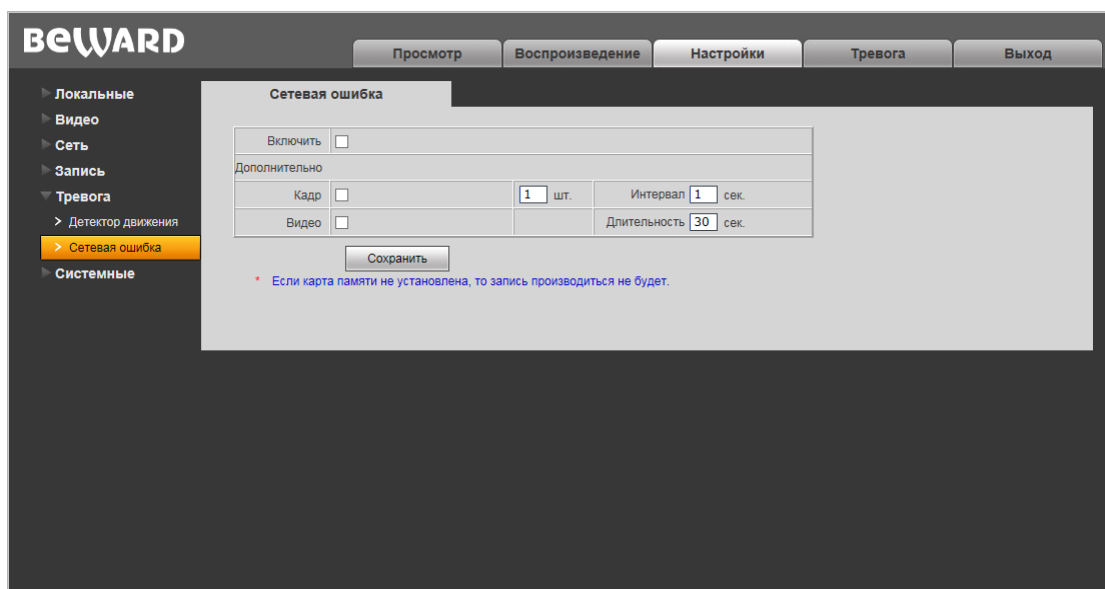 BEWARD
Просмотр Воспроизведение Настройки Тревога Выход
Локальные
Видео
Сеть
Запись
Тревога
> Детектор движения
> Сетевая ошибка
Системные
Сетевая ошибка
Включить
Дополнительно
Кадр 1 шт. Интервал 1 сек.
Видео Длительность 30 сек.
Сохранить
* Если карта памяти не установлена, то запись производиться не будет.